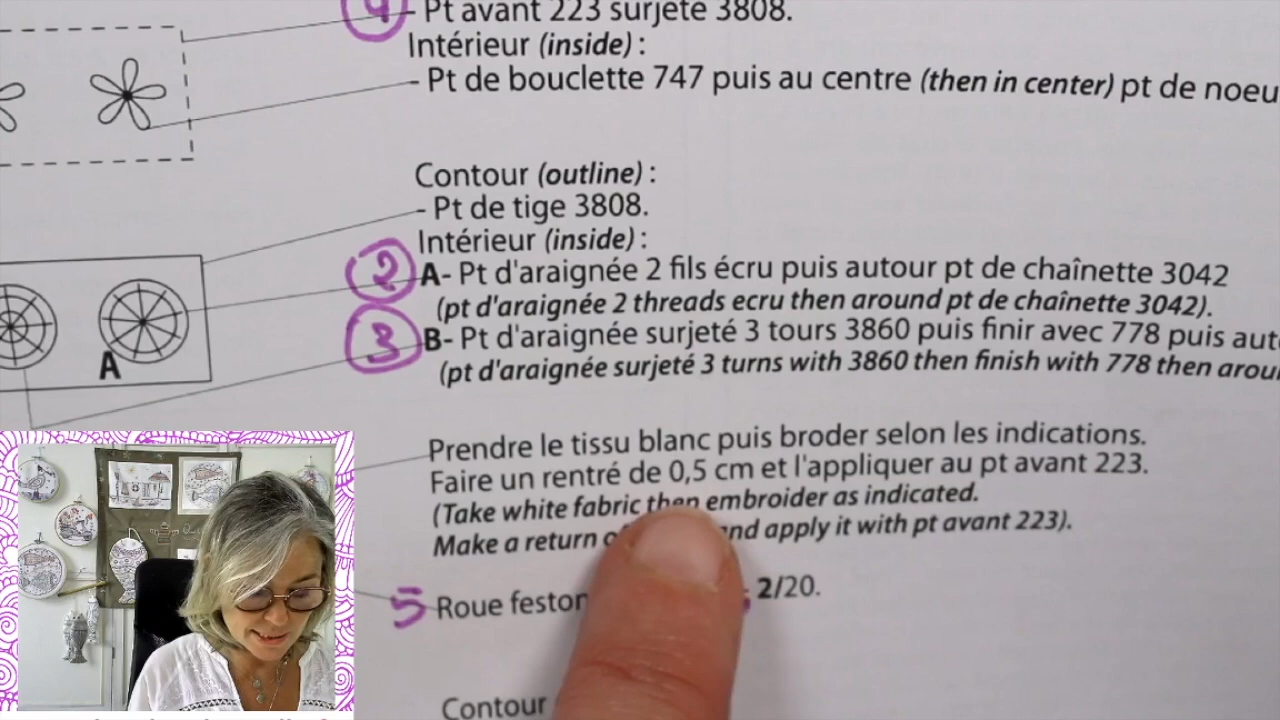 4 - Pt avant 223 surjeté 3808.
Intérieur (inside) :
- Pt de bouclette 747 puis au centre (then in center) pt de noeu
Contour (outline) :
- Pt de tige 3808.
Intérieur (inside) :
2 A- Pt d'araignée 2 fils écru puis autour pt de chaînette 3042
(pt d'araignée 2 threads ecru then around pt de chaînette 3042).
3 B- Pt d'araignée surjeté 3 tours 3860 puis finir avec 778 puis aut
(pt d'araignée surjeté 3 turns with 3860 then finish with 778 then arou
A
Prendre le tissu blanc puis broder selon les indications.
Faire un rentré de 0,5 cm et l'appliquer au pt avant 223.
(Take white fabric then embroider as indicated.
Make a return and apply it with pt avant 223).
5 Roue feston 2/20.
Contour